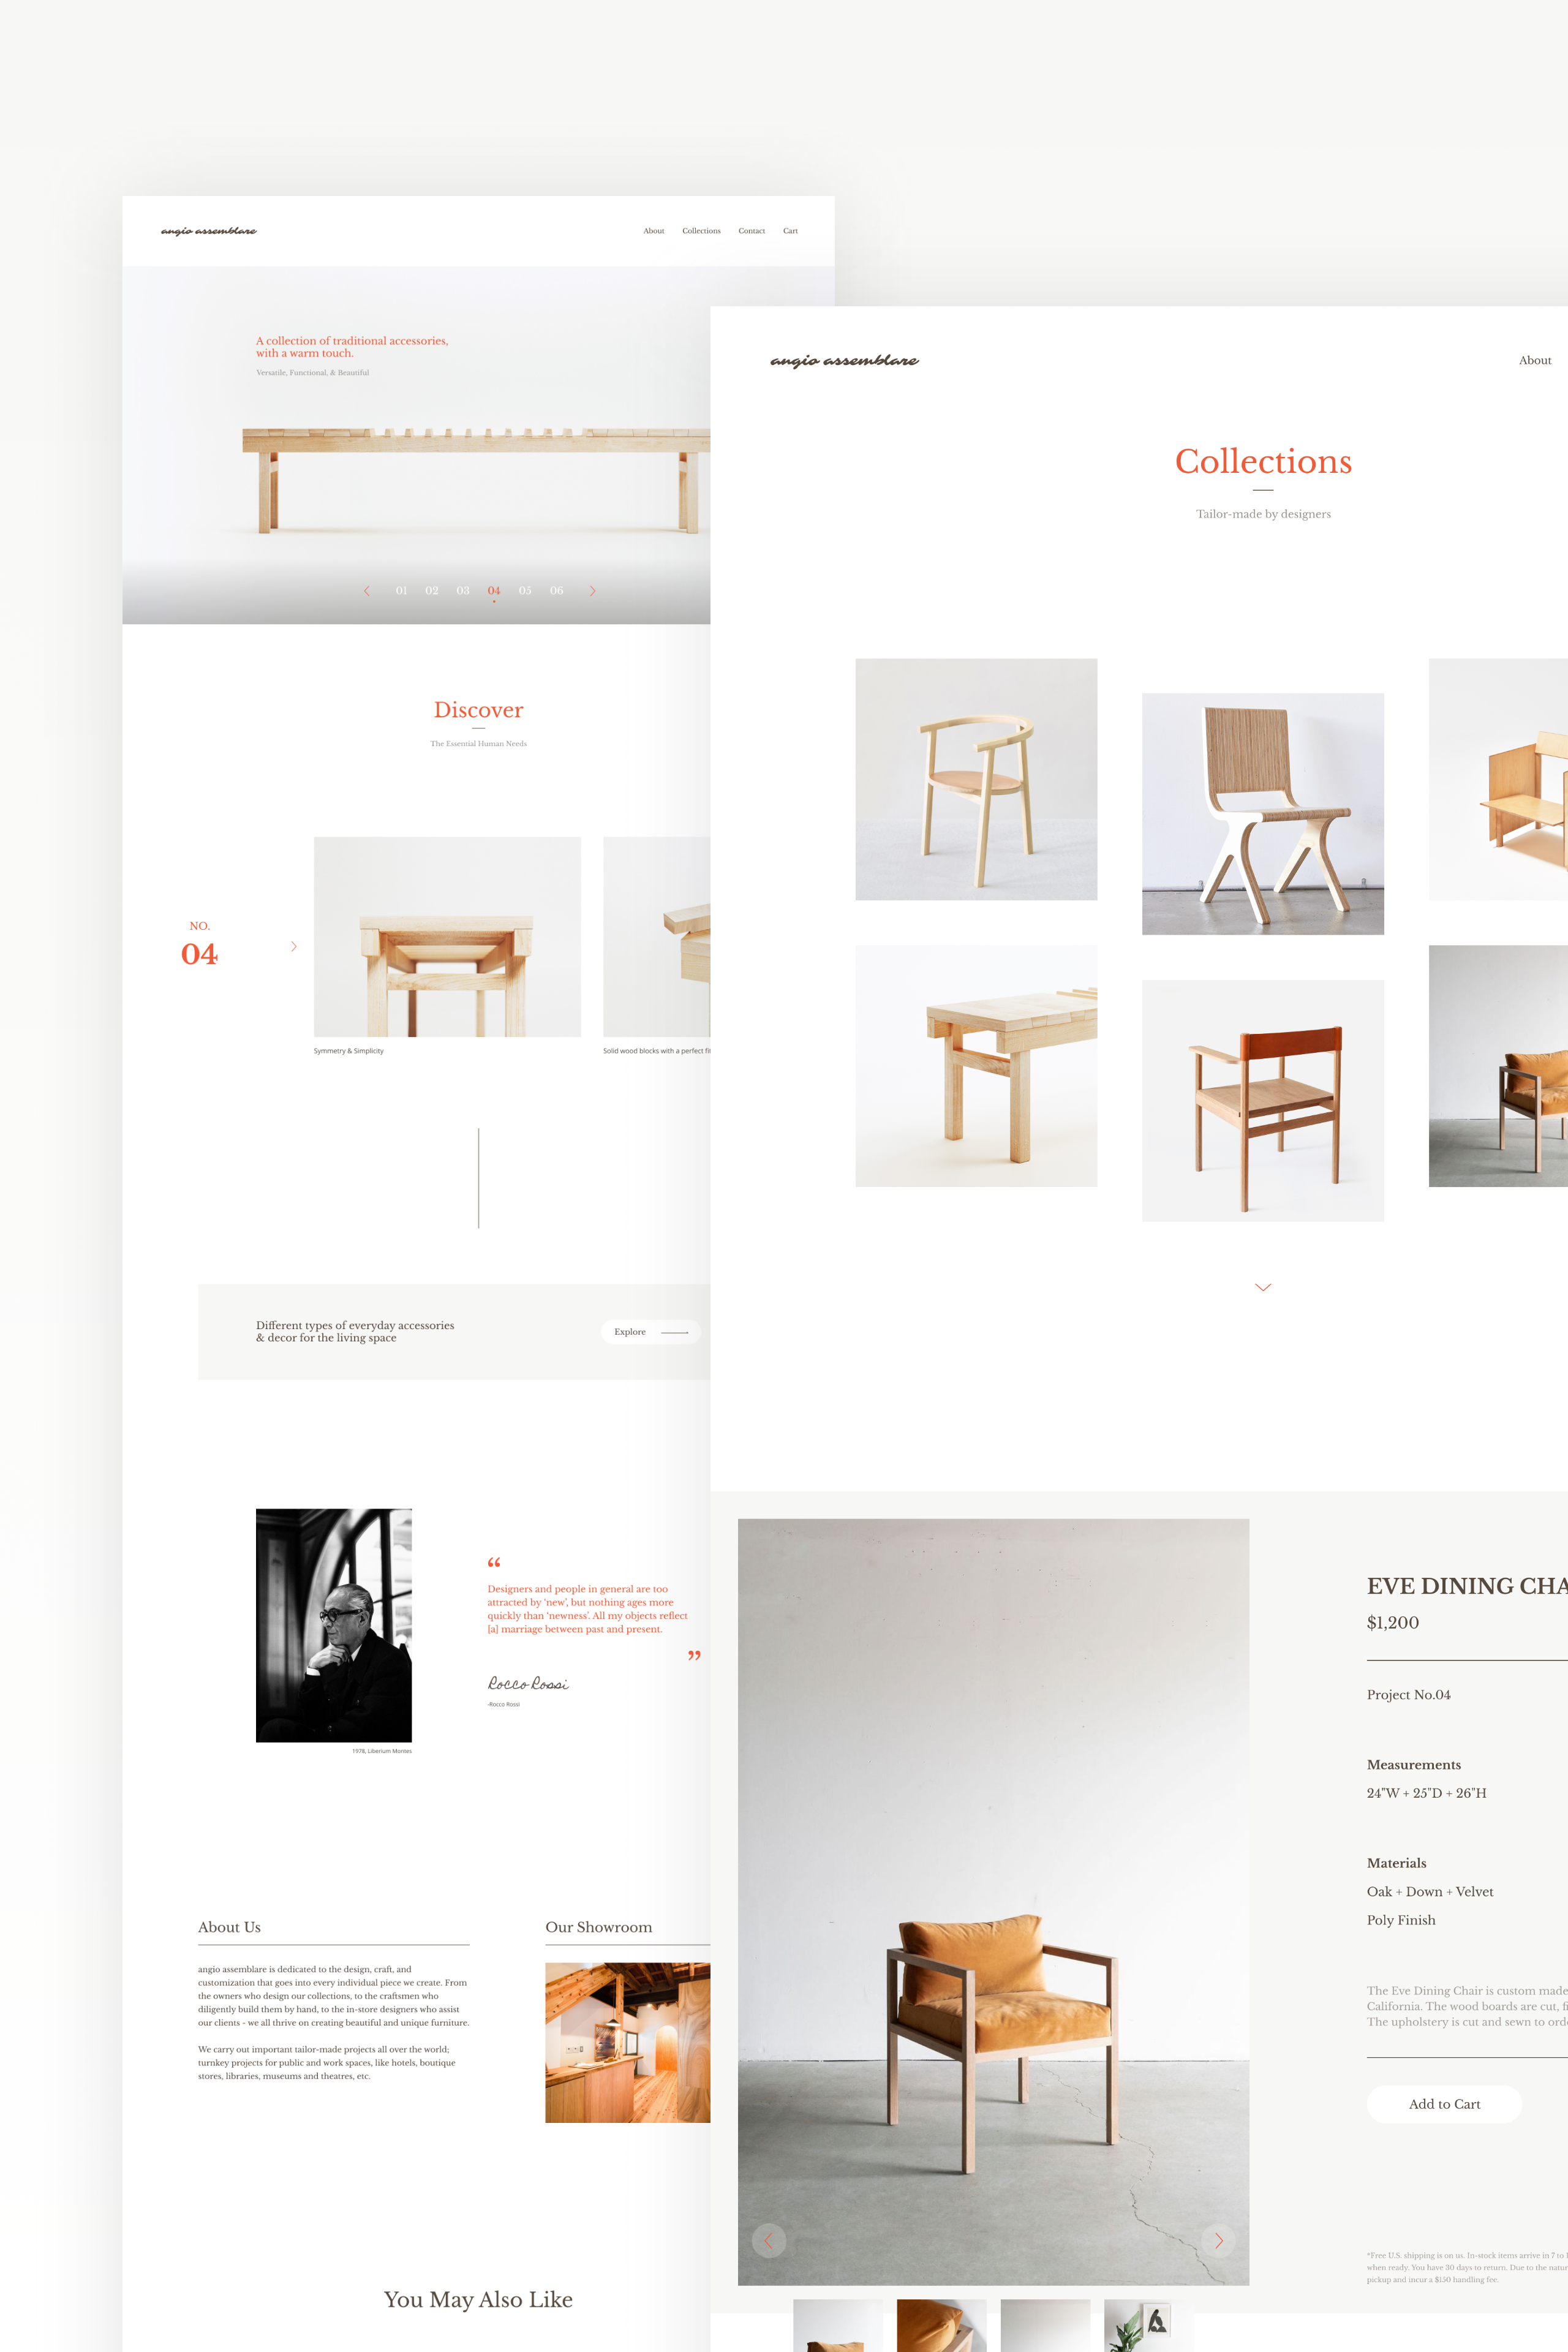 angio assemblare
About
Collections
Contact
Cart
A collection of traditional accessories,
with a warm touch.
Versatile, Functional, & Beautiful
01
02
03
04
05
06
Discover
The Essential Human Needs
NO.
04
Symmetry & Simplicity
Solid wood blocks with a perfect
Different types of everyday accessories
& decor for the living space
Explore
“
Designers and people in general are too
attracted by ‘new’, but nothing ages more
quickly than ‘newness’. All my objects reflect
[a] marriage between past and present.
”
Rocco Rossi
-Rocco Rossi
1978, Liberium Montes
About Us
angio assemblare is dedicated to the design, craft, and
customization that goes into every individual piece we create. From
the owners who design our collections, to the craftsmen who
diligently build them by hand, to the in-store designers who assist
our clients - we all thrive on creating beautiful and unique furniture.
We carry out important tailor-made projects all over the world;
turnkey projects for public and work spaces, like hotels, boutique
stores, libraries, museums and theatres, etc.
Our Showroom
You May Also Like
angio assemblare
About
Collections
Tailor-made by designers
EVE DINING CHA
$1,200
Project No.04
Measurements
24"W + 25"D + 26"H
Materials
Oak + Down + Velvet
Poly Finish
The Eve Dining Chair is custom made
California. The wood boards are cut,
The upholstery is cut and sewn to
Add to Cart
*Free U.S. shipping is on us. In-stock items arrive in 7 to
when ready. You have 30 days to return. Due to the
pickup and incur a $150 handling fee.